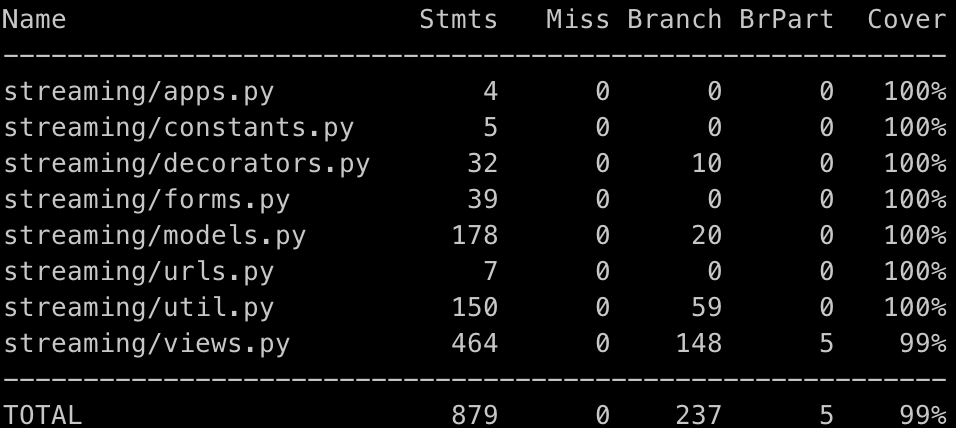 Name Stmts Miss Branch BrPart Cover
-----------------------------------------------------------
streaming/apps.py 4 0 0 0 100%
streaming/constants.py 5 0 0 0 100%
streaming/decorators.py 32 0 10 0 100%
streaming/forms.py 39 0 0 0 100%
streaming/models.py 178 0 20 0 100%
streaming/urls.py 7 0 0 0 100%
streaming/util.py 150 0 59 0 100%
streaming/views.py 464 0 148 5 99%
-----------------------------------------------------------
TOTAL 879 0 237 5 99%